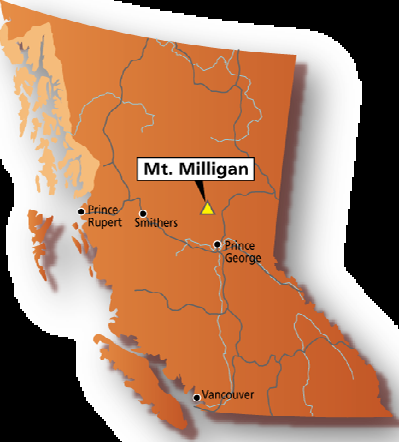 Mt. Milligan
Prince
Rupert
Smithers
Prince
George
Vancouver